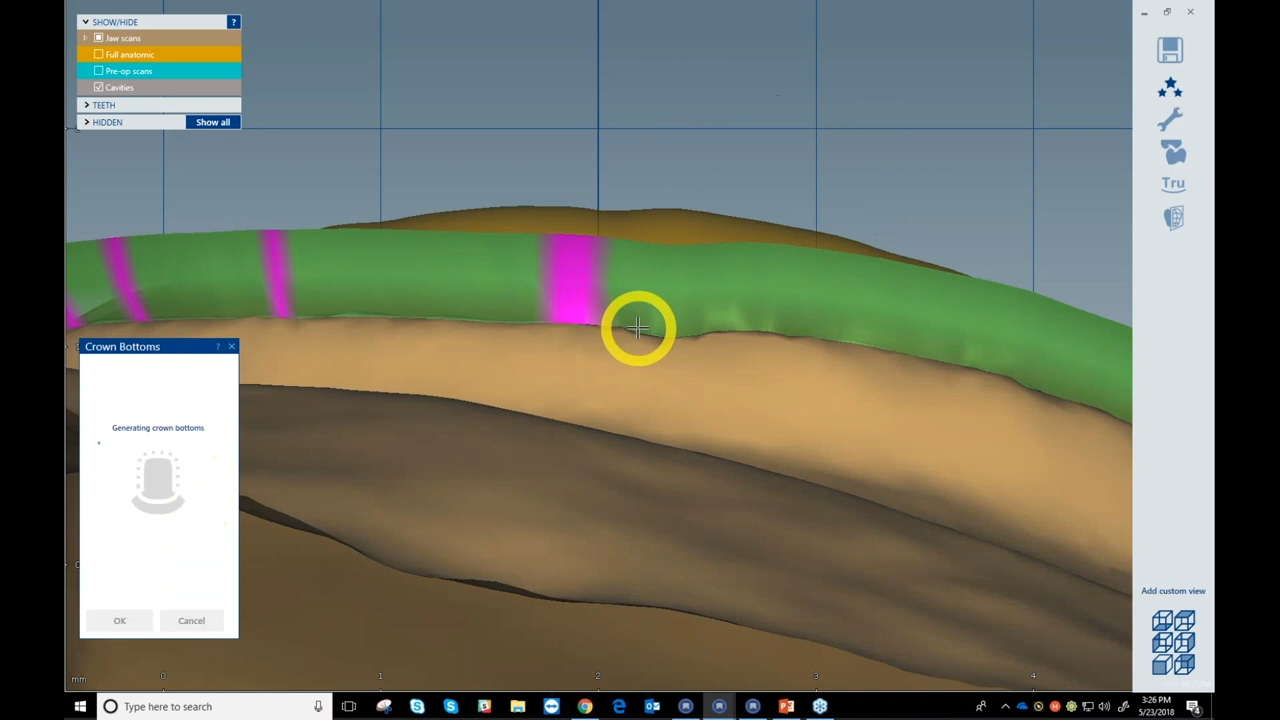 SHOW/HIDE
?
Jaw scans
Full anatomic
Pre-op scans
Cavities
TEETH
HIDDEN
Show all
Tru
Crown Bottoms
?
Generating crown bottoms
OK
Cancel
Add custom view
mm
0
1
2
3
4
0
Type here to search
3:26 PM
5/23/2018
4